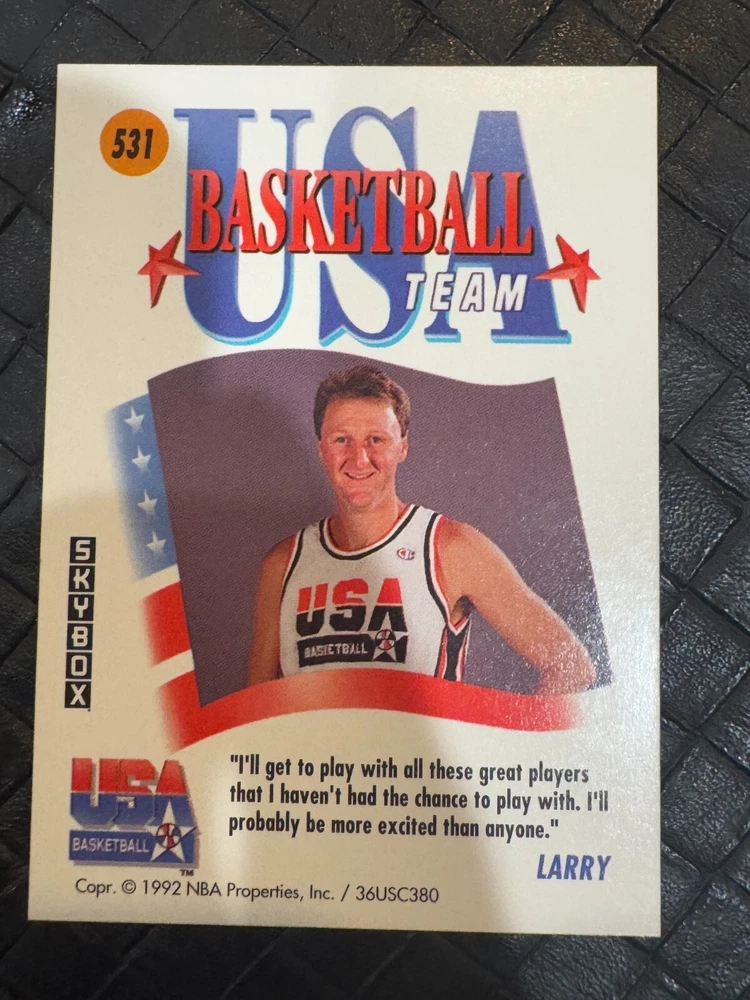 531
USA
BASKETBALL
TEAM
USA
BASKETBALL
SKYBOX
"I'll get to play with all these great players
that I haven't had the chance to play with. I'll
probably be more excited than anyone."
LARRY
USA
BASKETBALL
TM
Copr. © 1992 NBA Properties, Inc. / 36USC380